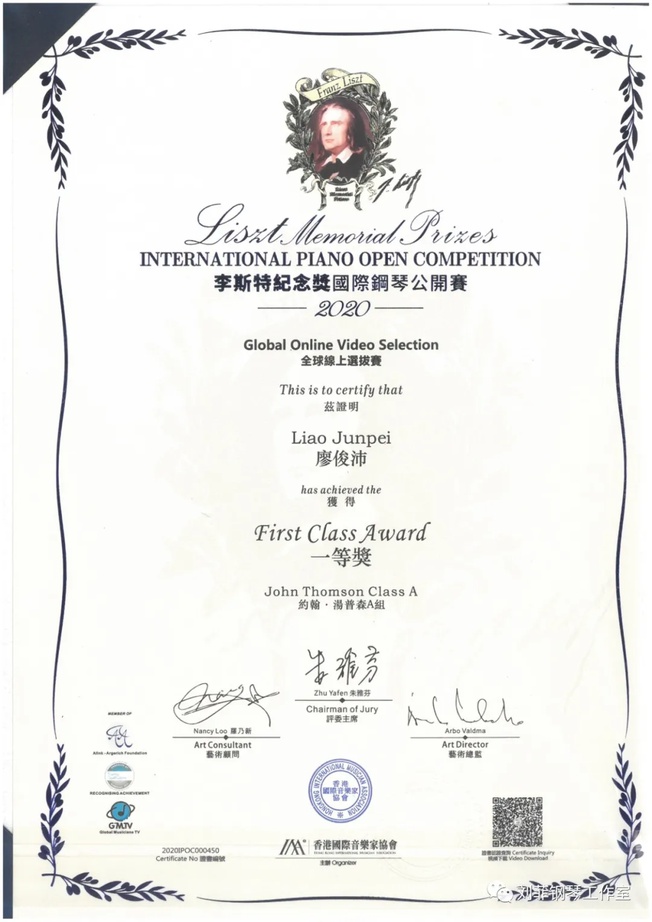 Franz Liszt
Liszt
Memorial
Prizes
Liszt Memorial Prizes
INTERNATIONAL PIANO OPEN COMPETITION
李斯特紀念獎國際鋼琴公開賽
2020
Global Online Video Selection
全球線上選拔賽
This is to certify that
茲證明
Liao Junpei
廖俊沛
has achieved the
獲 得
First Class Award
一等獎
John Thomson Class A
約翰·湯普森A組
朱雅芬
Zhu Yafen 朱雅芬
Chairman of Jury
評委主席
Nancy Loo 羅乃新
Art Consultant
藝術顧問
Arbo Valdma
Art Director
藝術總監
MEMBER OF
Alink-Argerich Foundation
RECOGNISING ACHIEVEMENT
GMTV
Global Musicians TV
HONGKONG INTERNATIONAL MUSICIAN ASSOCIATION
香港
國際音樂家
協會
2020IPOC000450
Certificate No 證書編號
香港國際音樂家協會
HONG KONG INTERNATIONAL MUSICIAN ASSOCIATION
主辦 Organizer
證書認證查詢 Certificate Inquiry
視頻下載 Video Download
刘菲钢琴工作室